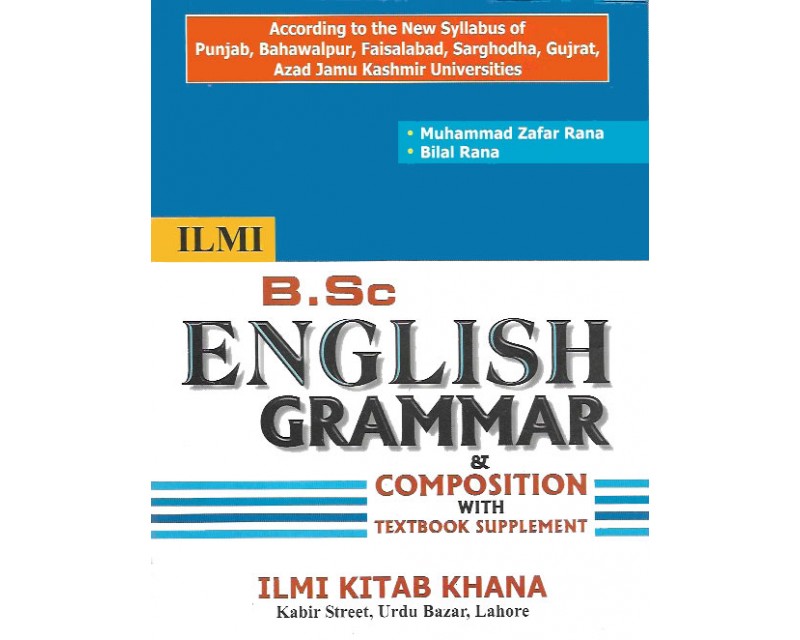 According to the New Syllabus of
Punjab, Bahawalpur, Faisalabad, Sarghodha, Gujrat,
Azad Jamu Kashmir Universities
• Muhammad Zafar Rana
• Bilal Rana
ILMI
B.Sc
ENGLISH
GRAMMAR
&
COMPOSITION
WITH
TEXTBOOK SUPPLEMENT
ILMI KITAB KHANA
Kabir Street, Urdu Bazar, Lahore